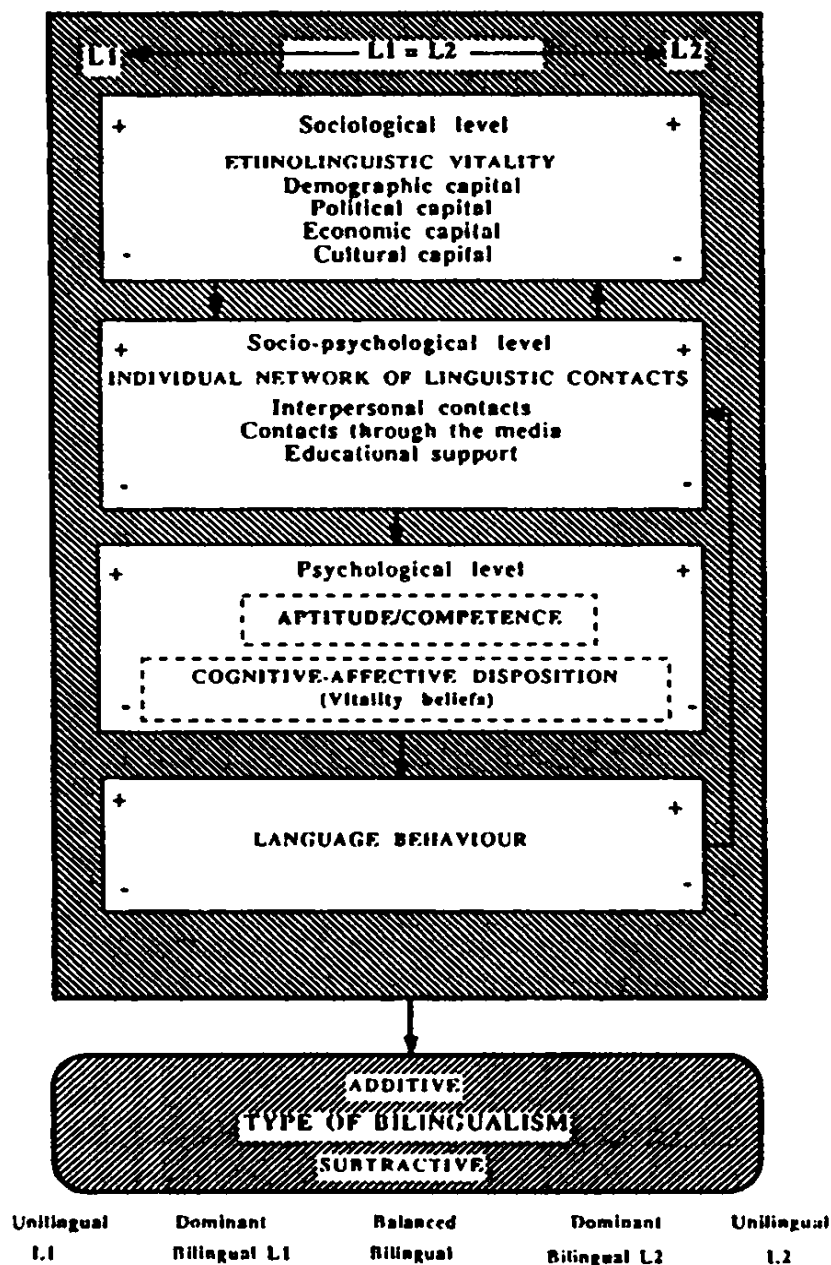 L1 L1 = L2 L2
+ Sociological level +
ETHNOLINGUISTIC VITALITY
Demographic capital
Political capital
Economic capital
- Cultural capital -
+ Socio-psychological level +
INDIVIDUAL NETWORK OF LINGUISTIC CONTACTS
Interpersonal contacts
Contacts through the media
Educational support
- -
+ Psychological level +
APTITUDE/COMPETENCE
COGNITIVE-AFFECTIVE DISPOSITION
- (Vitality beliefs) -
+ +
LANGUAGE BEHAVIOUR
- -
ADDITIVE
TYPE OF BILINGUALISM
SUBTRACTIVE
Unilingual Dominant Balanced Dominant Unilingual
L1 Bilingual L1 Bilingual Bilingual L2 L2